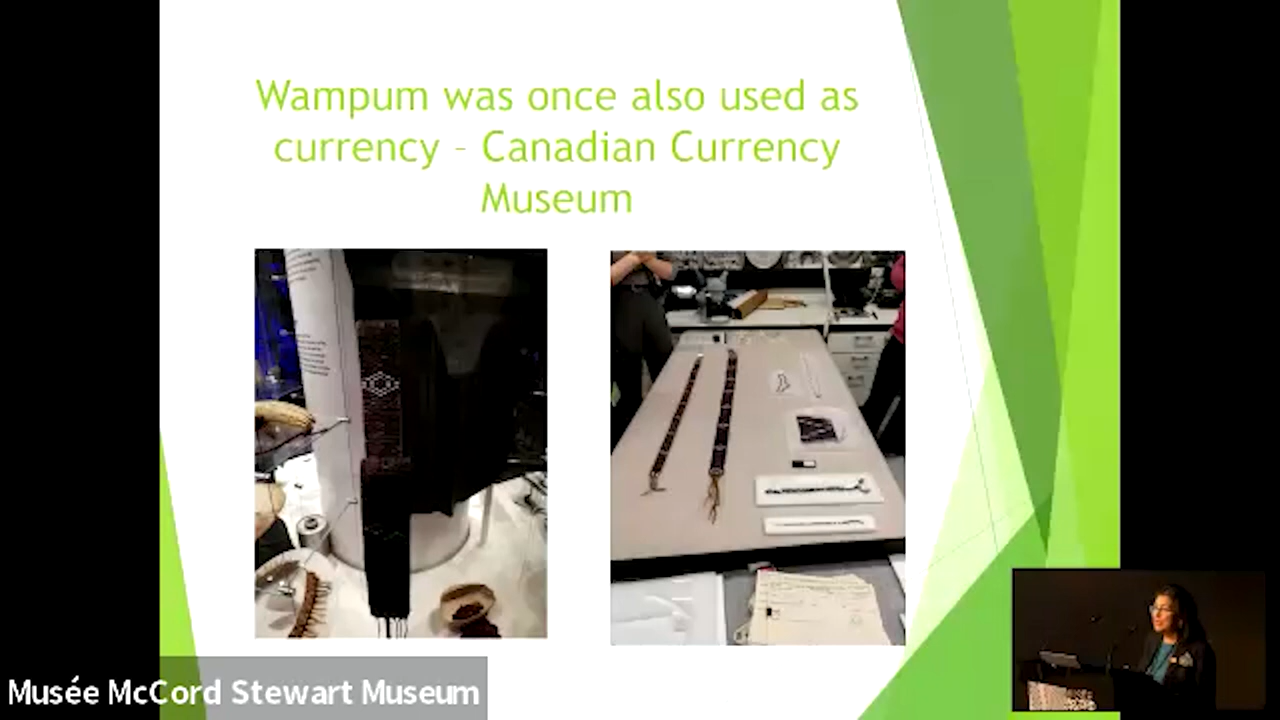 Wampum was once also used as
currency – Canadian Currency
Museum
Musée McCord Stewart Museum